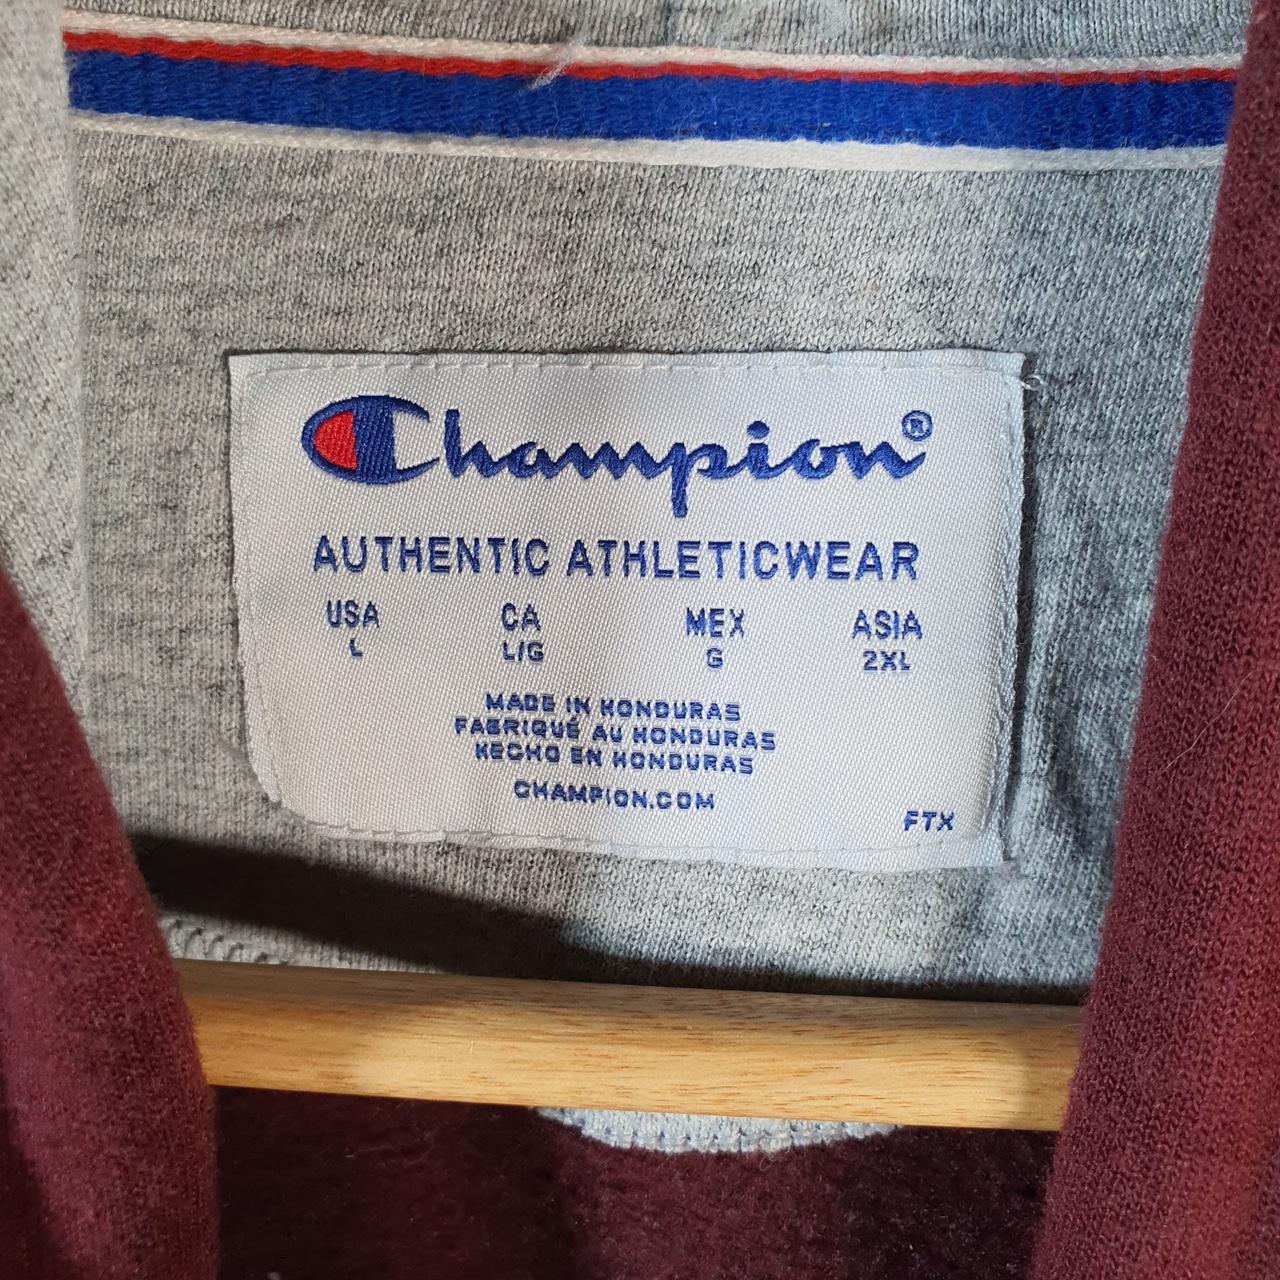 Champion®
AUTHENTIC ATHLETICWEAR
USA CA MEX ASIA
L L/G G 2XL
MADE IN HONDURAS
FABRIQUÉ AU HONDURAS
HECHO EN HONDURAS
CHAMPION.COM
FTX